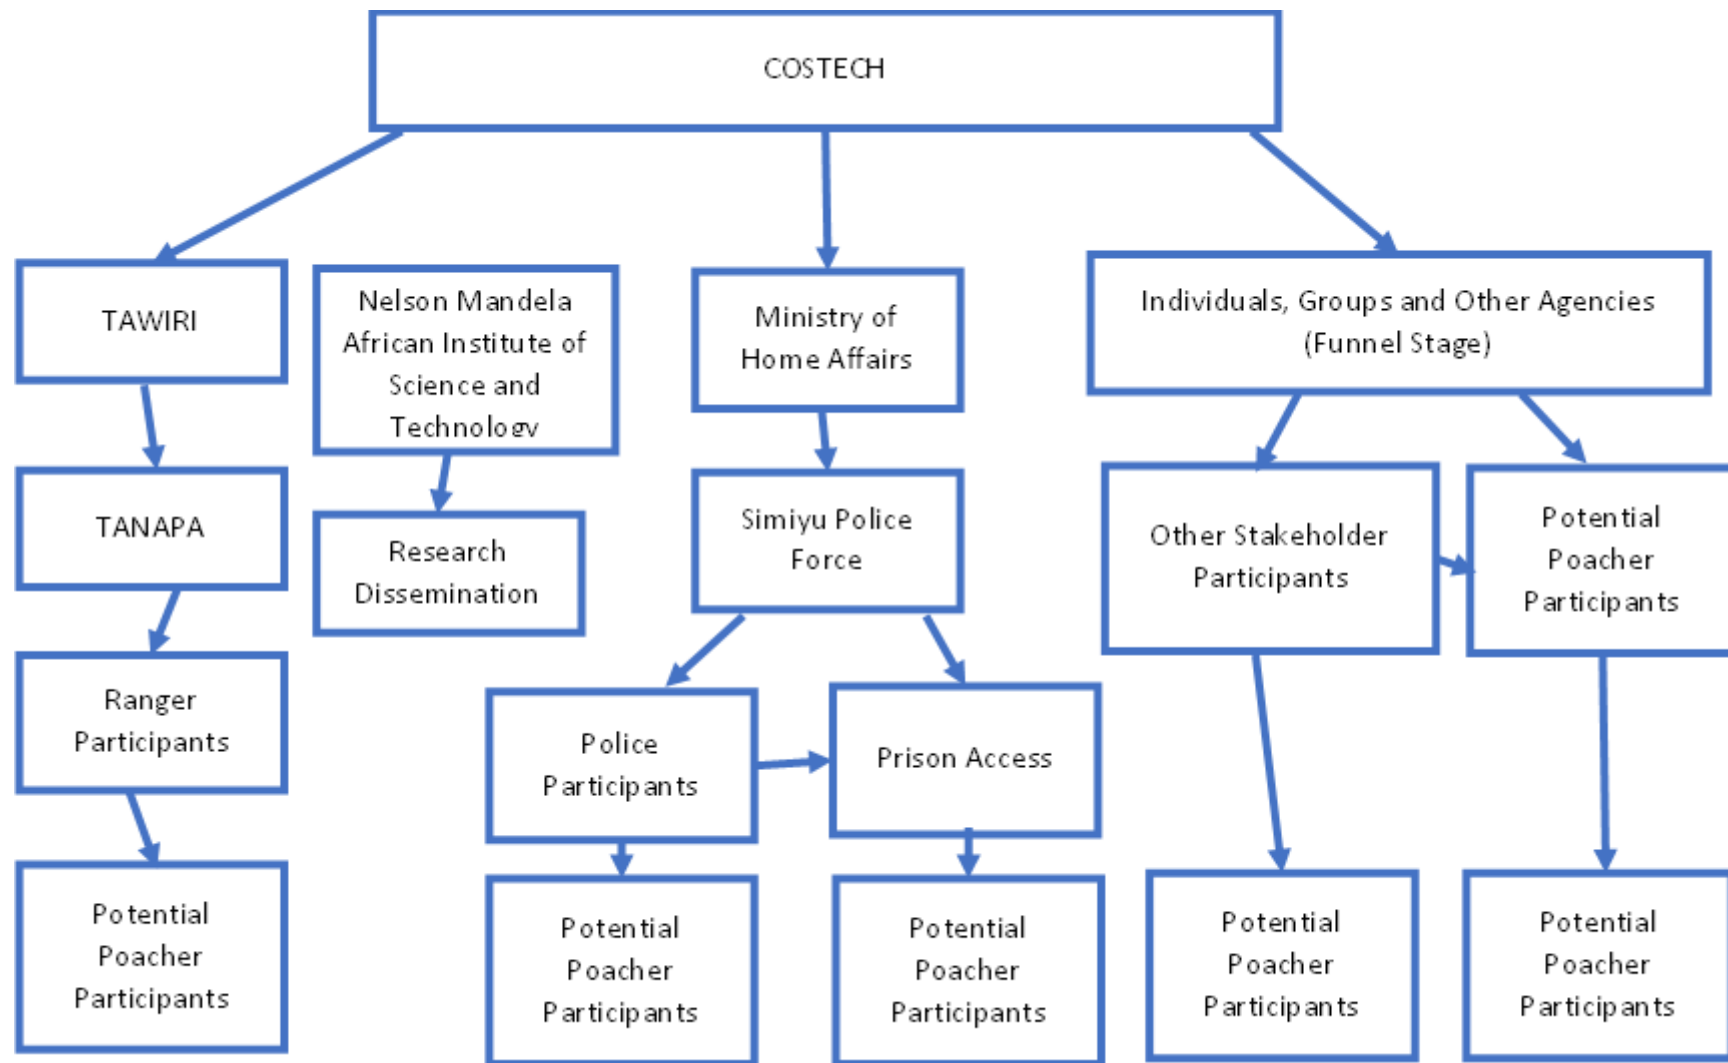 COSTECH
TAWIRI
Nelson Mandela
African Institute of
Science and
Technology
Ministry of
Home Affairs
Individuals, Groups and Other Agencies
(Funnel Stage)
TANAPA
Research
Dissemination
Simiyu Police
Force
Other Stakeholder
Participants
Potential
Poacher
Participants
Ranger
Participants
Police
Participants
Prison Access
Potential
Poacher
Participants
Potential
Poacher
Participants
Potential
Poacher
Participants
Potential
Poacher
Participants
Potential
Poacher
Participants